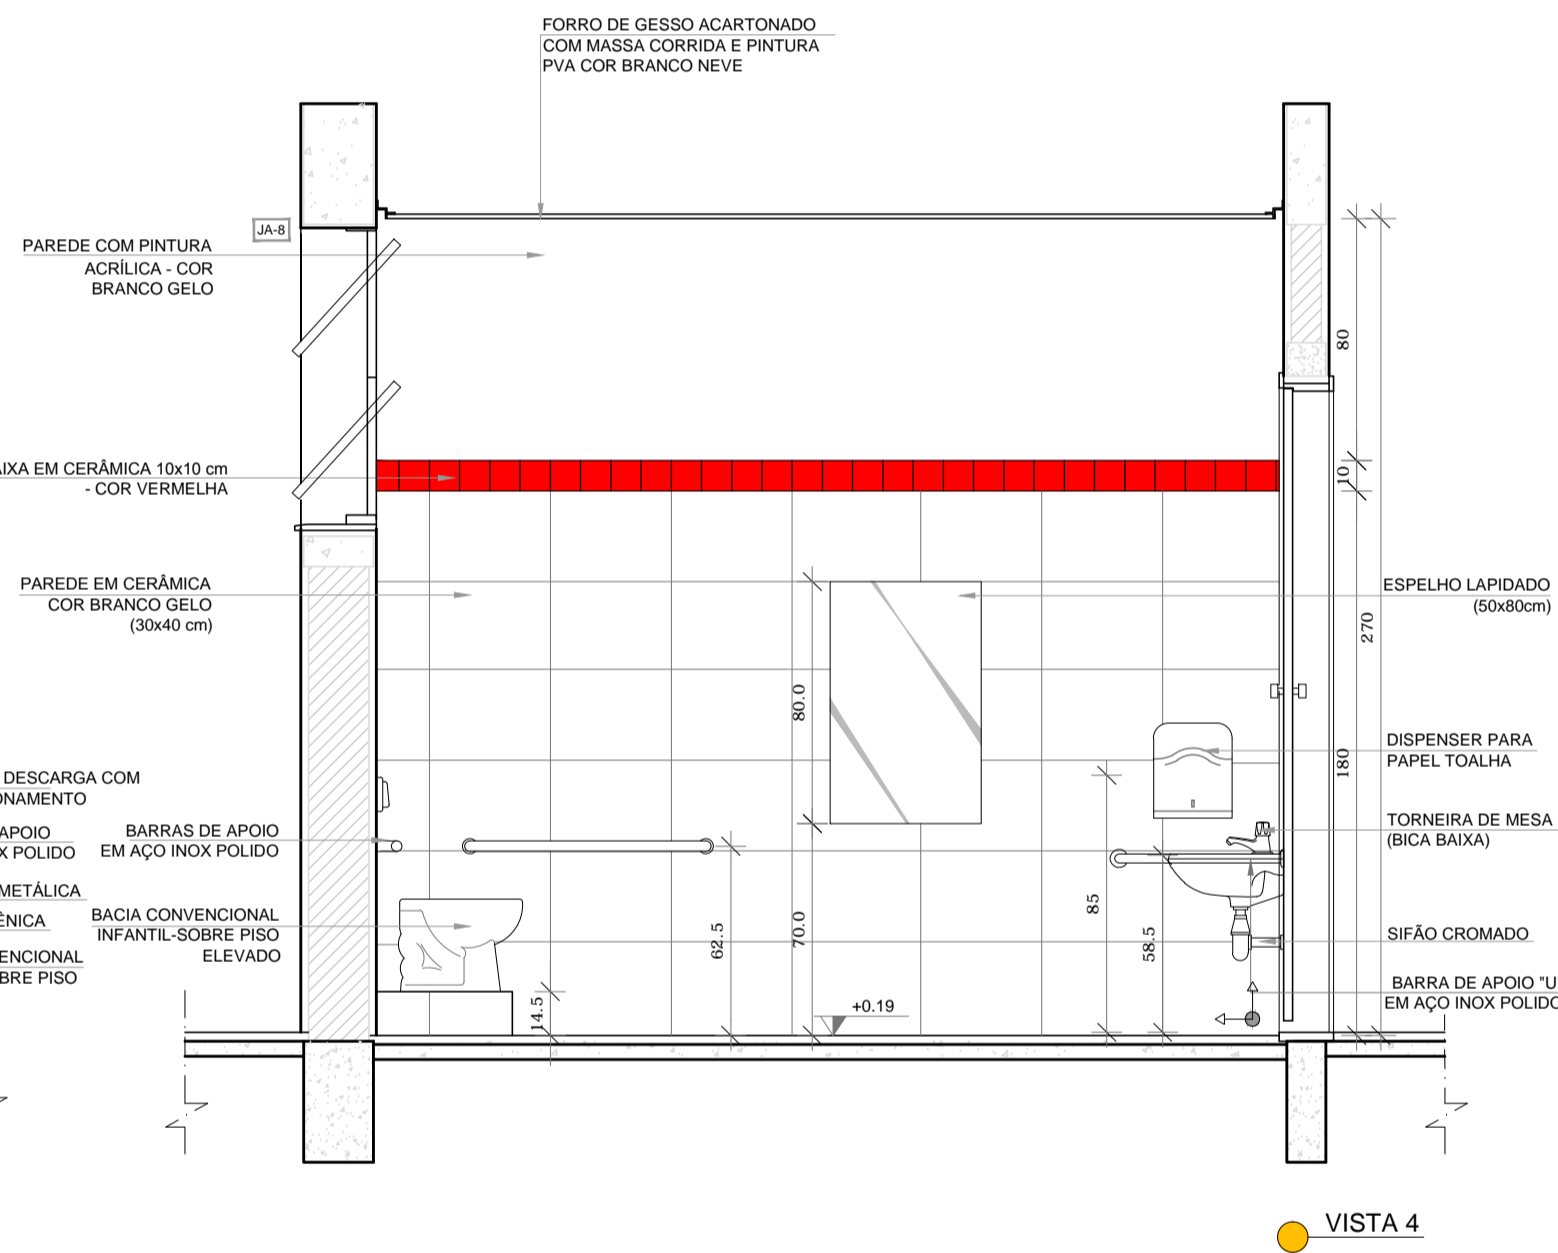 FORRO DE GESSO ACARTONADO
COM MASSA CORRIDA E PINTURA
PVA COR BRANCO NEVE
JA-8
PAREDE COM PINTURA
ACRÍLICA - COR
BRANCO GELO
AIXA EM CERÂMICA 10x10 cm
- COR VERMELHA
PAREDE EM CERÂMICA
COR BRANCO GELO
(30x40 cm)
DESCARGA COM
ONAMENTO
APOIO
X POLIDO
BARRAS DE APOIO
EM AÇO INOX POLIDO
METÁLICA
ÊNICA
BACIA CONVENCIONAL
INFANTIL-SOBRE PISO
ELEVADO
ENCIONAL
BRE PISO
14.5
62.5
80.0
70.0
+0.19
85
58.5
80
10
270
180
ESPELHO LAPIDADO
(50x80cm)
DISPENSER PARA
PAPEL TOALHA
TORNEIRA DE MESA
(BICA BAIXA)
SIFÃO CROMADO
BARRA DE APOIO "U
EM AÇO INOX POLIDO
VISTA 4